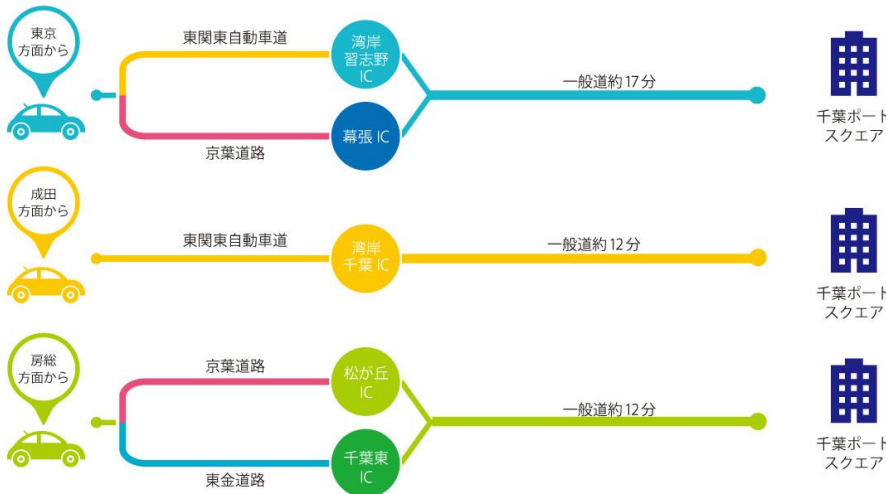 東京
方面から
東関東自動車道
湾岸
習志野
IC
京葉道路
幕張 IC
一般道約17分
千葉ポート
スクエア
成田
方面から
東関東自動車道
湾岸
千葉 IC
一般道約12分
千葉ポート
スクエア
房総
方面から
京葉道路
松が丘
IC
東金道路
千葉東
IC
一般道約12分
千葉ポート
スクエア